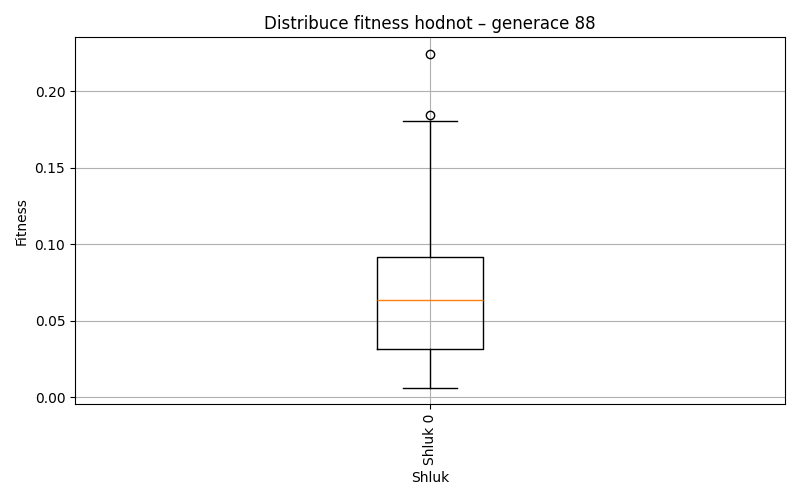 Distribuce fitness hodnot – generace 88
Fitness
0.20
0.15
0.10
0.05
0.00
Shluk 0
Shluk